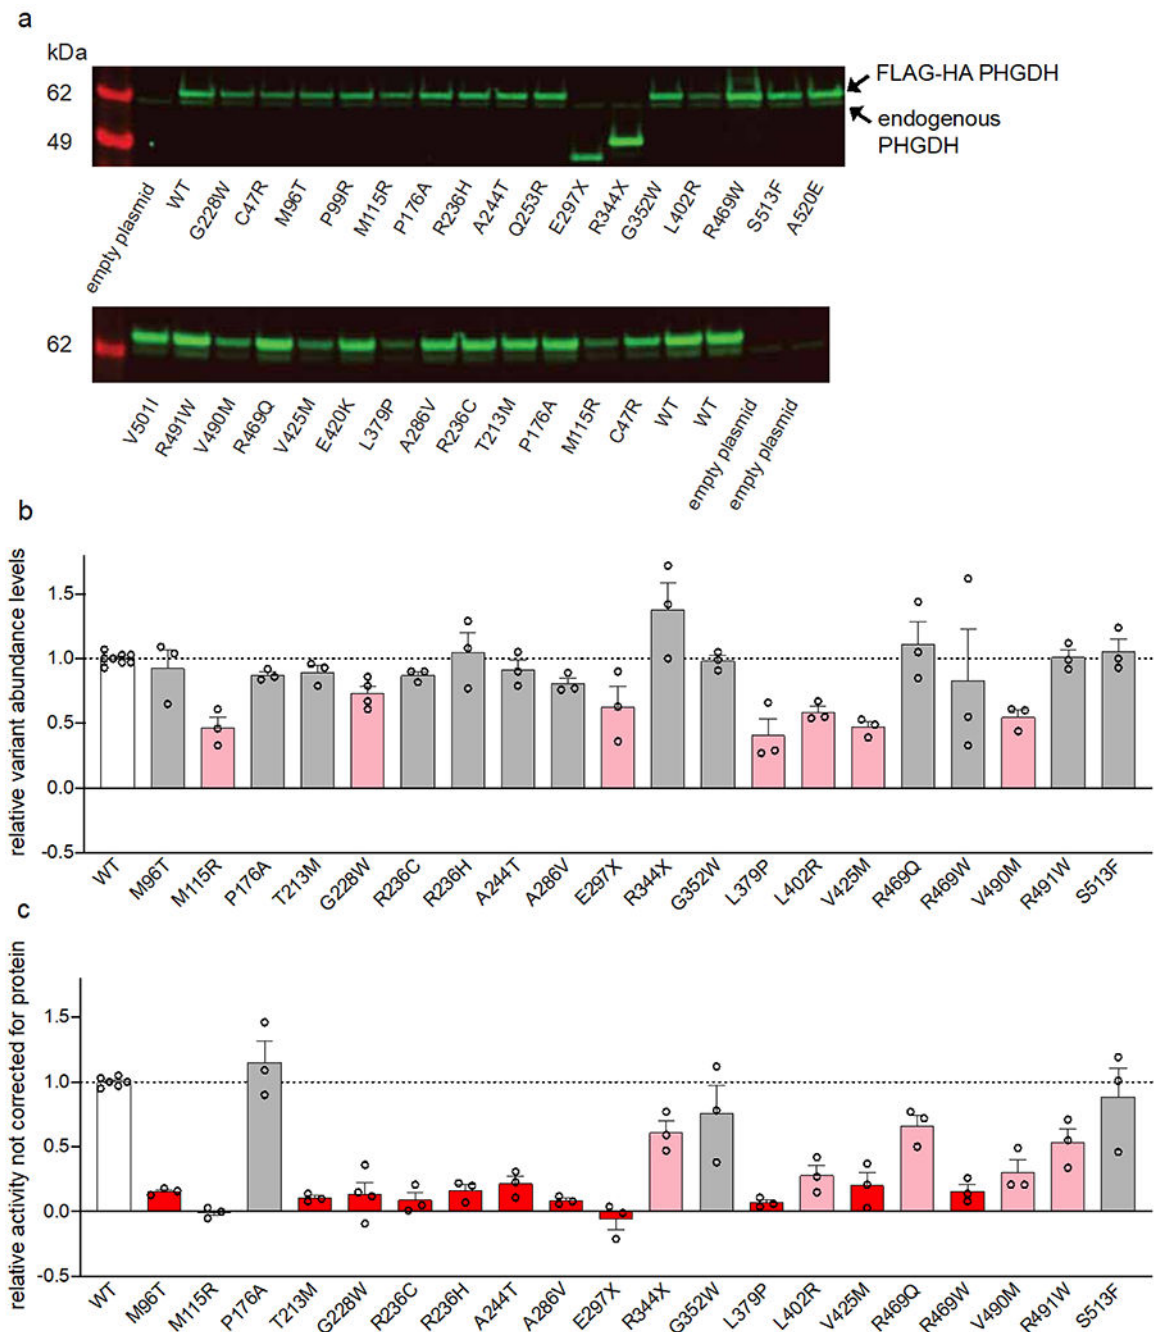 a
kDa
62
49
FLAG-HA PHGDH
endogenous
PHGDH
empty plasmid
WT
G228W
C47R
M96T
P99R
M115R
P176A
R236H
A244T
Q253R
E297X
R344X
G352W
L402R
R469W
S513F
A520E
62
V501I
R491W
V490M
R469Q
V425M
E420K
L379P
A286V
R236C
T213M
P176A
M115R
C47R
WT
WT
empty plasmid
empty plasmid
b
relative variant abundance levels
1.5
1.0
0.5
0.0
-0.5
WT
M96T
M115R
P176A
T213M
G228W
R236C
R236H
A244T
A286V
E297X
R344X
G352W
L379P
L402R
V425M
R469Q
R469W
V490M
R491W
S513F
c
relative activity not corrected for protein
1.5
1.0
0.5
0.0
-0.5
WT
M96T
M115R
P176A
T213M
G228W
R236C
R236H
A244T
A286V
E297X
R344X
G352W
L379P
L402R
V425M
R469Q
R469W
V490M
R491W
S513F